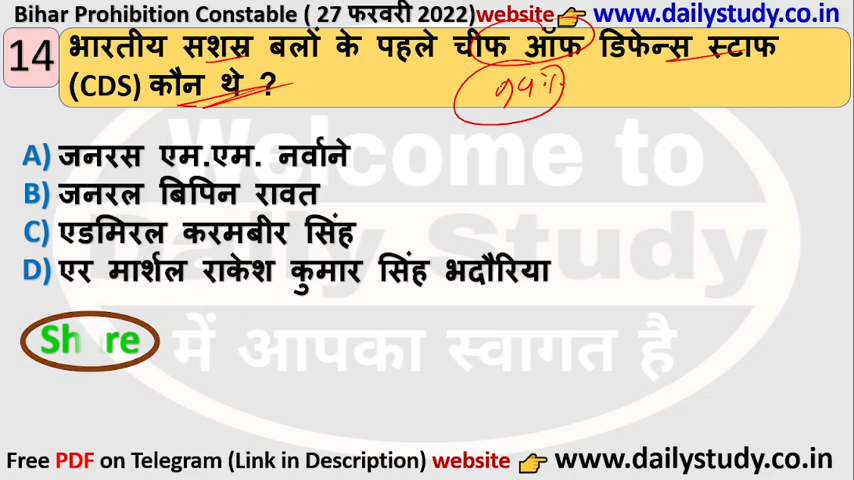 Bihar Prohibition Constable ( 27 फरवरी 2022)website 👉 www.dailystudy.co.in
14 भारतीय सशस्र बलों के पहले चीफ ऑफ डिफेन्स स्टाफ
(CDS) कौन थे ?
A) जनरस एम.एम. नर्वाने
B) जनरल बिपिन रावत
C) एडमिरल करमबीर सिंह
D) एर मार्शल राकेश कुमार सिंह भदौरिया
Welcome to
Daily Study
में आपका स्वागत है
Free PDF on Telegram (Link in Description) website 👉 www.dailystudy.co.in